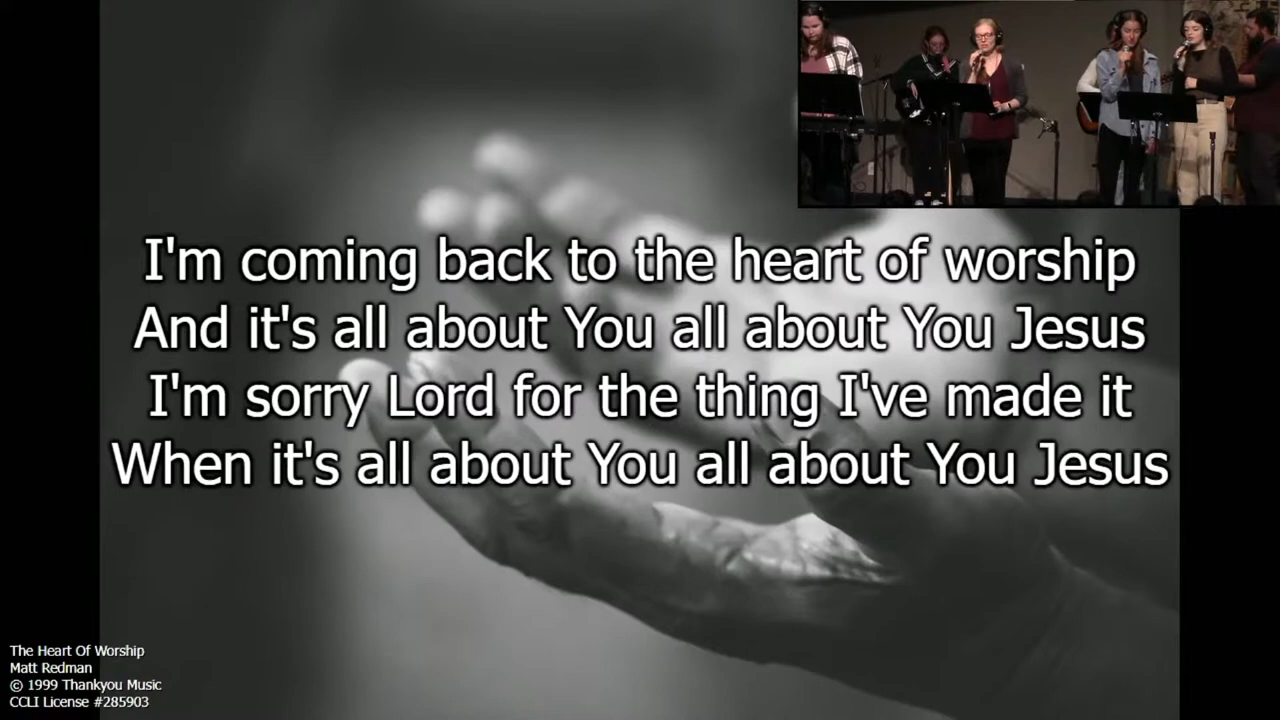 I'm coming back to the heart of worship
And it's all about You all about You Jesus
I'm sorry Lord for the thing I've made it
When it's all about You all about You Jesus
The Heart Of Worship
Matt Redman
© 1999 Thankyou Music
CCLI License #285903